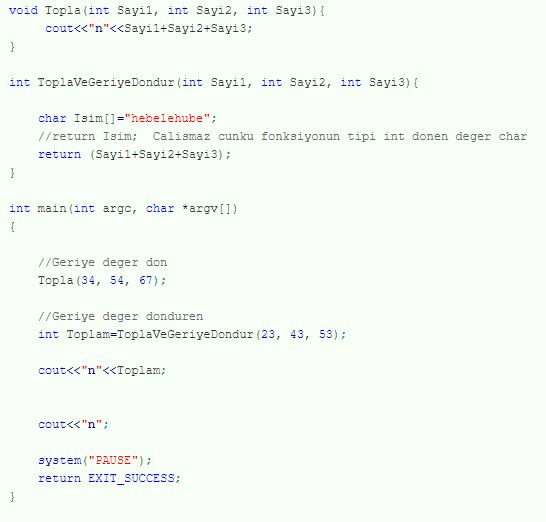 void Topla(int Sayi1, int Sayi2, int Sayi3){
cout<<"n"<<Sayi1+Sayi2+Sayi3;
}
int ToplaVeGeriyeDondur(int Sayi1, int Sayi2, int Sayi3){
char Isim[]="hebelehube";
//return Isim;  Calismaz cunku fonksiyonun tipi int donen deger char
return (Sayi1+Sayi2+Sayi3);
}
int main(int argc, char *argv[])
{
//Geriye deger don
Topla(34, 54, 67);
//Geriye deger donduren
int Toplam=ToplaVeGeriyeDondur(23, 43, 53);
cout<<"n"<<Toplam;
cout<<"n";
system("PAUSE");
return EXIT_SUCCESS;
}